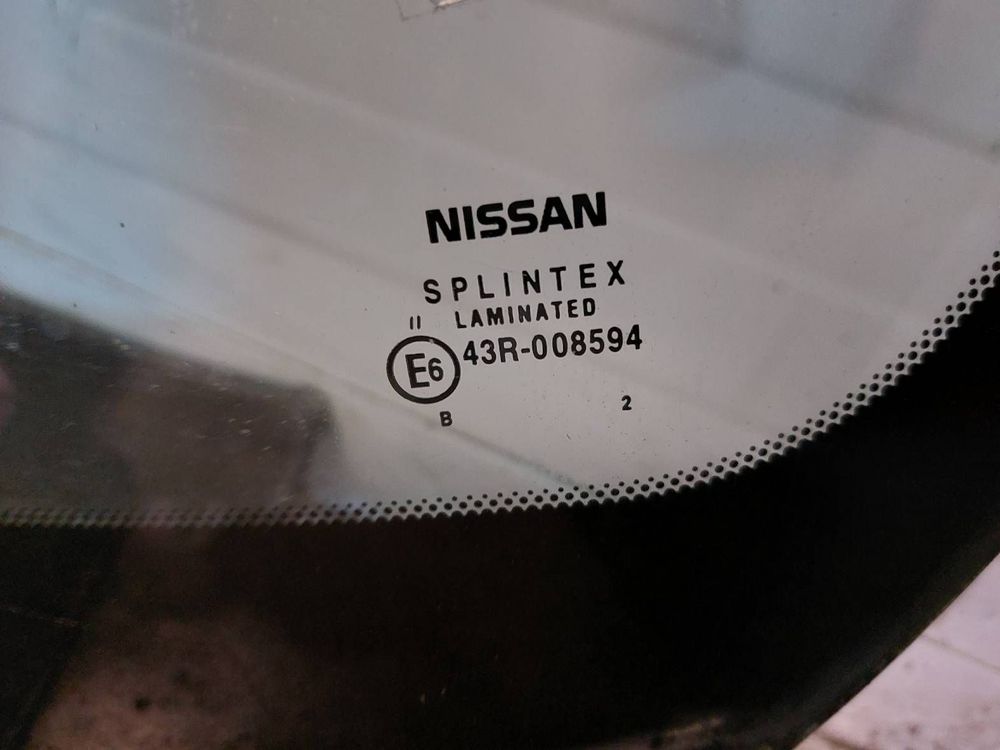 NISSAN
SPLINTEX
II LAMINATED
E6 43R-008594
B 2